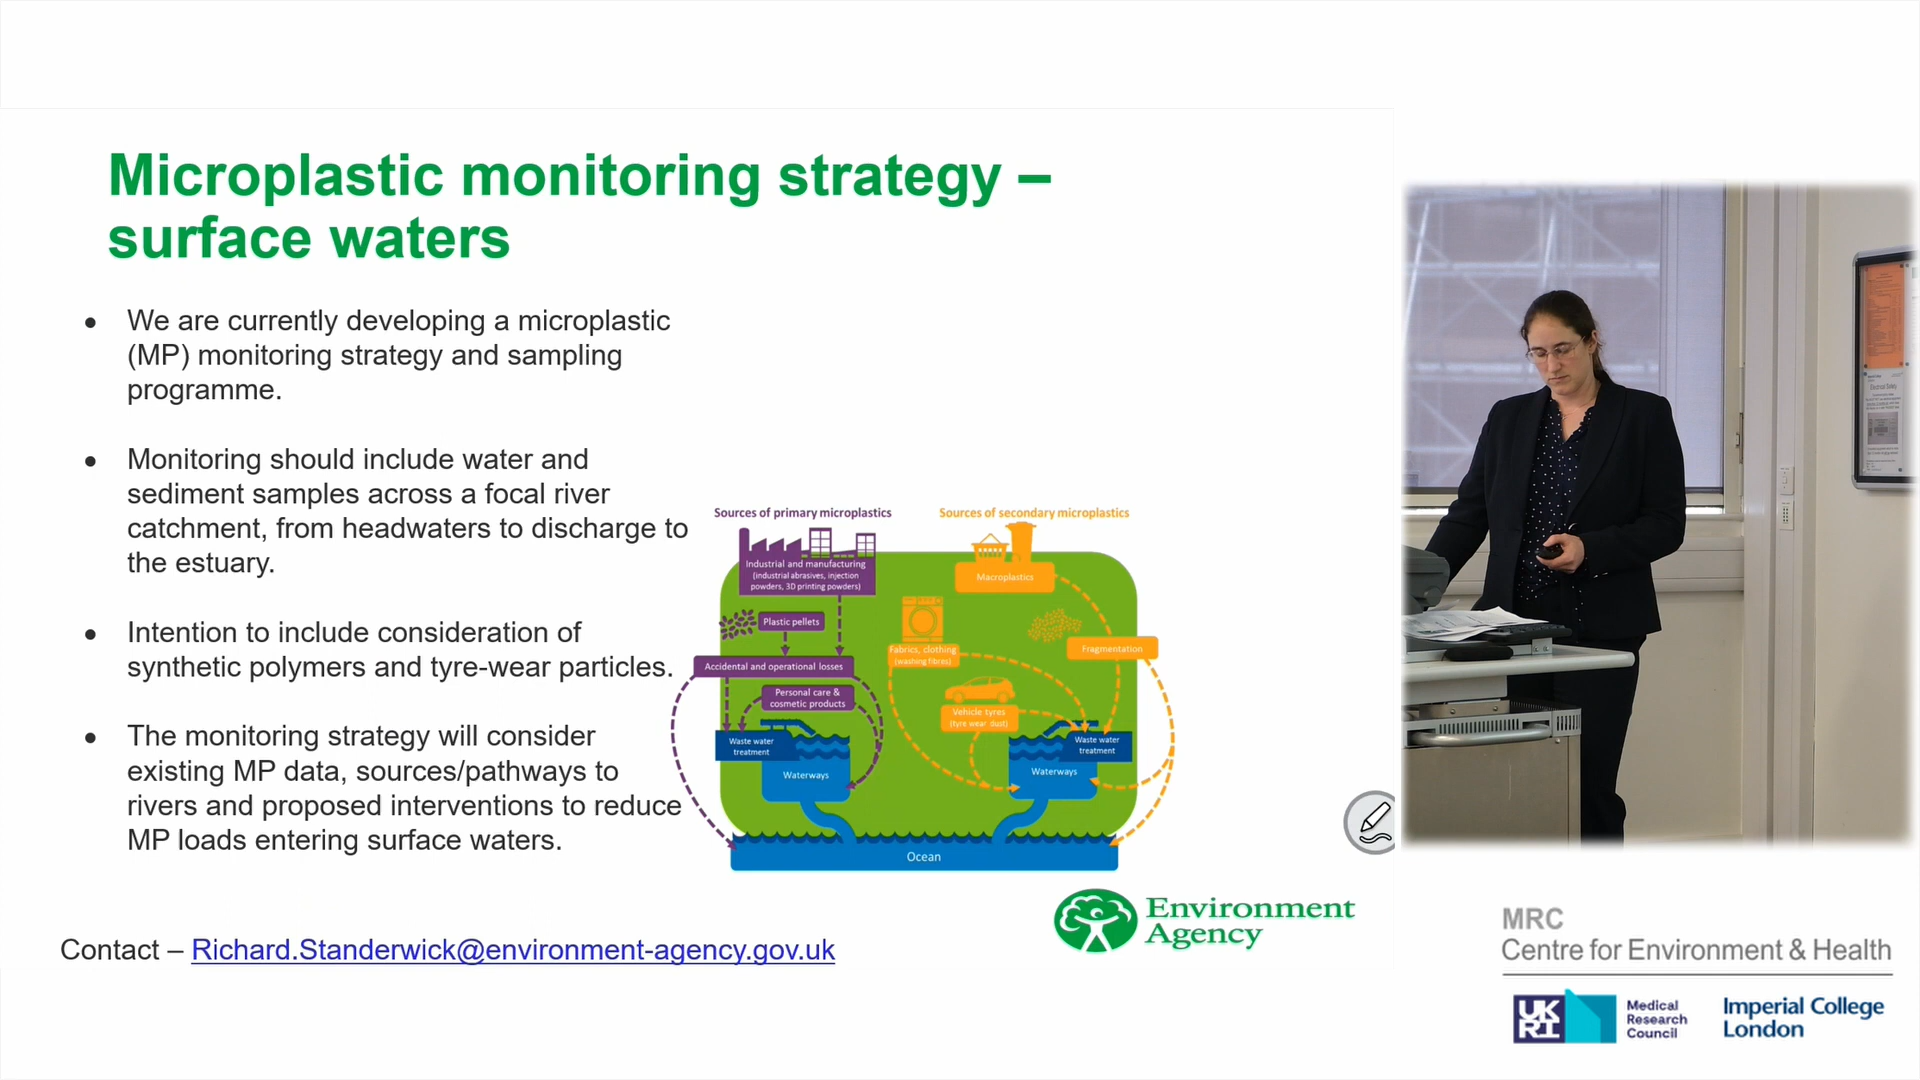 Microplastic monitoring strategy –
surface waters
• We are currently developing a microplastic
(MP) monitoring strategy and sampling
programme.
• Monitoring should include water and
sediment samples across a focal river
catchment, from headwaters to discharge to
the estuary.
• Intention to include consideration of
synthetic polymers and tyre-wear particles.
• The monitoring strategy will consider
existing MP data, sources/pathways to
rivers and proposed interventions to reduce
MP loads entering surface waters.
Contact – Richard.Standerwick@environment-agency.gov.uk
Sources of primary microplastics
Industrial and manufacturing
(industrial abrasives, injection
powders, 3D printing powders)
Plastic pellets
Accidental and operational losses
Personal care &
cosmetic products
Waste water
treatment
Waterways
Sources of secondary microplastics
Macroplastics
Fabrics, clothing
(washing fibres)
Fragmentation
Vehicle tyres
(tyre wear dust)
Waste water
treatment
Waterways
Ocean
Environment
Agency
MRC
Centre for Environment & Health
UK
RI
Medical
Research
Council
Imperial College
London